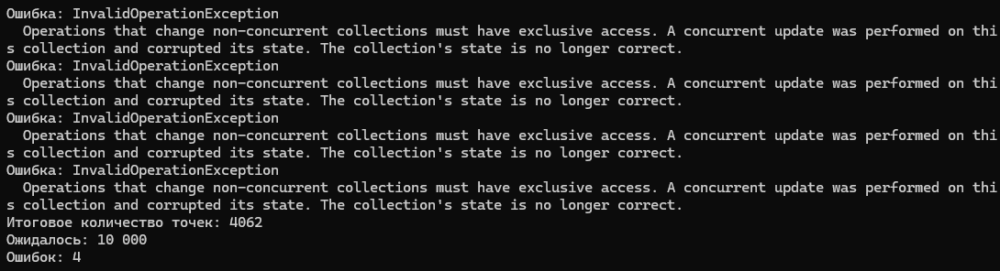 Ошибка: InvalidOperationException
  Operations that change non-concurrent collections must have exclusive access. A concurrent update was performed on thi
s collection and corrupted its state. The collection's state is no longer correct.
Ошибка: InvalidOperationException
  Operations that change non-concurrent collections must have exclusive access. A concurrent update was performed on thi
s collection and corrupted its state. The collection's state is no longer correct.
Ошибка: InvalidOperationException
  Operations that change non-concurrent collections must have exclusive access. A concurrent update was performed on thi
s collection and corrupted its state. The collection's state is no longer correct.
Ошибка: InvalidOperationException
  Operations that change non-concurrent collections must have exclusive access. A concurrent update was performed on thi
s collection and corrupted its state. The collection's state is no longer correct.
Итоговое количество точек: 4062
Ожидалось: 10 000
Ошибок: 4